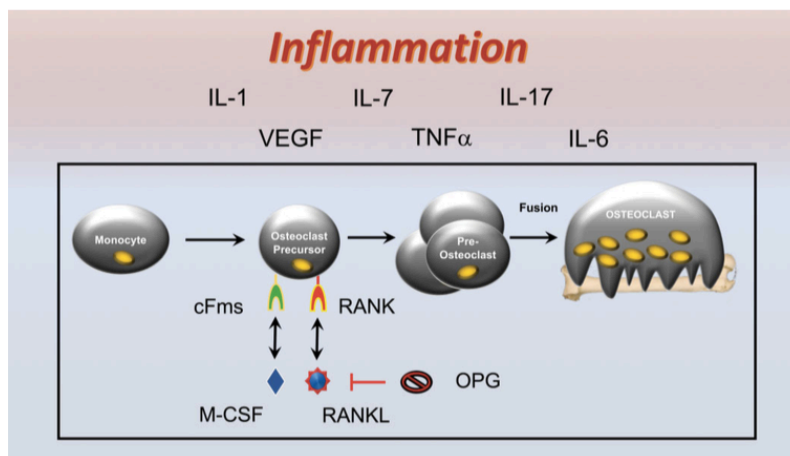 Inflammation
IL-1 IL-7 IL-17
VEGF TNFα IL-6
Fusion
Monocyte
Osteoclast
Precursor
Pre-
Osteoclast
OSTEOCLAST
cFms RANK
OPG
M-CSF RANKL